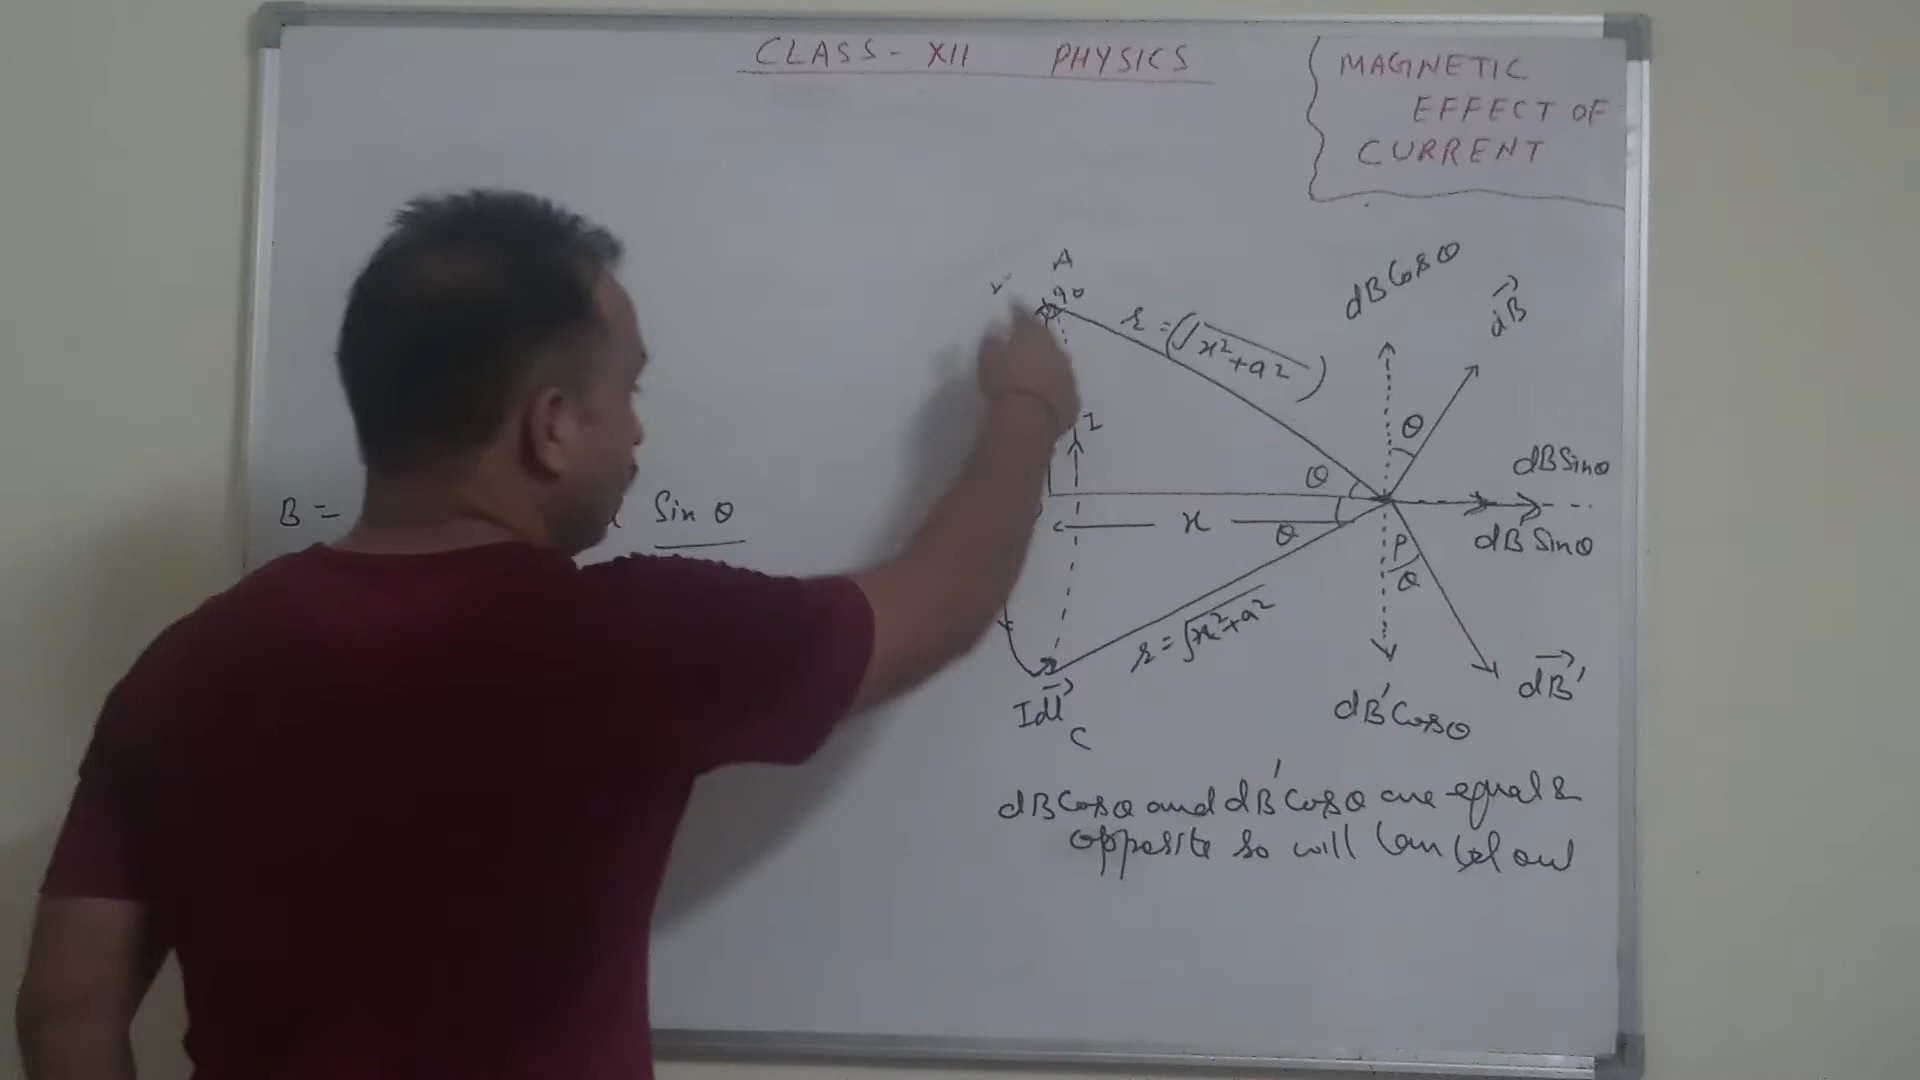 CLASS - XII PHYSICS
MAGNETIC
EFFECT OF
CURRENT
A
90
r = (√x²+a²)
dB Cos θ
dB⃗
I
θ
θ
dB Sin θ
B = Sin θ
x
θ
dB' Sin θ
P
θ
r = √x²+a²
I dl⃗
C
dB' Cos θ
dB⃗'
dB Cos θ and dB' Cos θ are equal &
opposite so will Cancel out